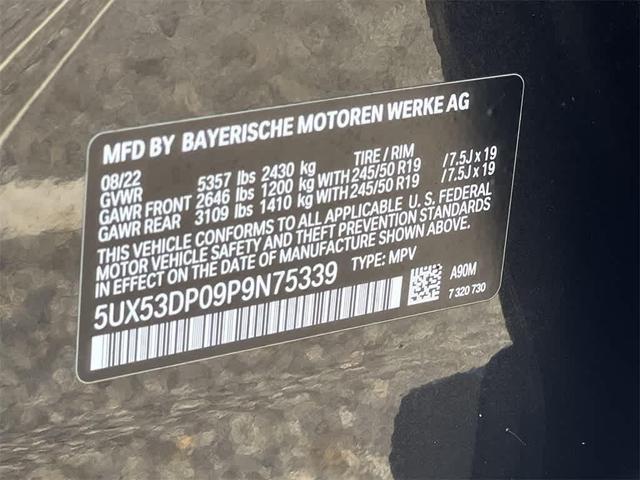 MFD BY BAYERISCHE MOTOREN WERKE AG
08/22 TIRE / RIM
GVWR 5357 lbs 2430 kg
GAWR FRONT 2646 lbs 1200 kg WITH 245/50 R19 /7.5J x 19
GAWR REAR 3109 lbs 1410 kg WITH 245/50 R19 /7.5J x 19
THIS VEHICLE CONFORMS TO ALL APPLICABLE U. S. FEDERAL
MOTOR VEHICLE SAFETY AND THEFT PREVENTION STANDARDS
IN EFFECT ON THE DATE OF MANUFACTURE SHOWN ABOVE.
5UX53DP09P9N75339 TYPE: MPV
A90M
7 320 730